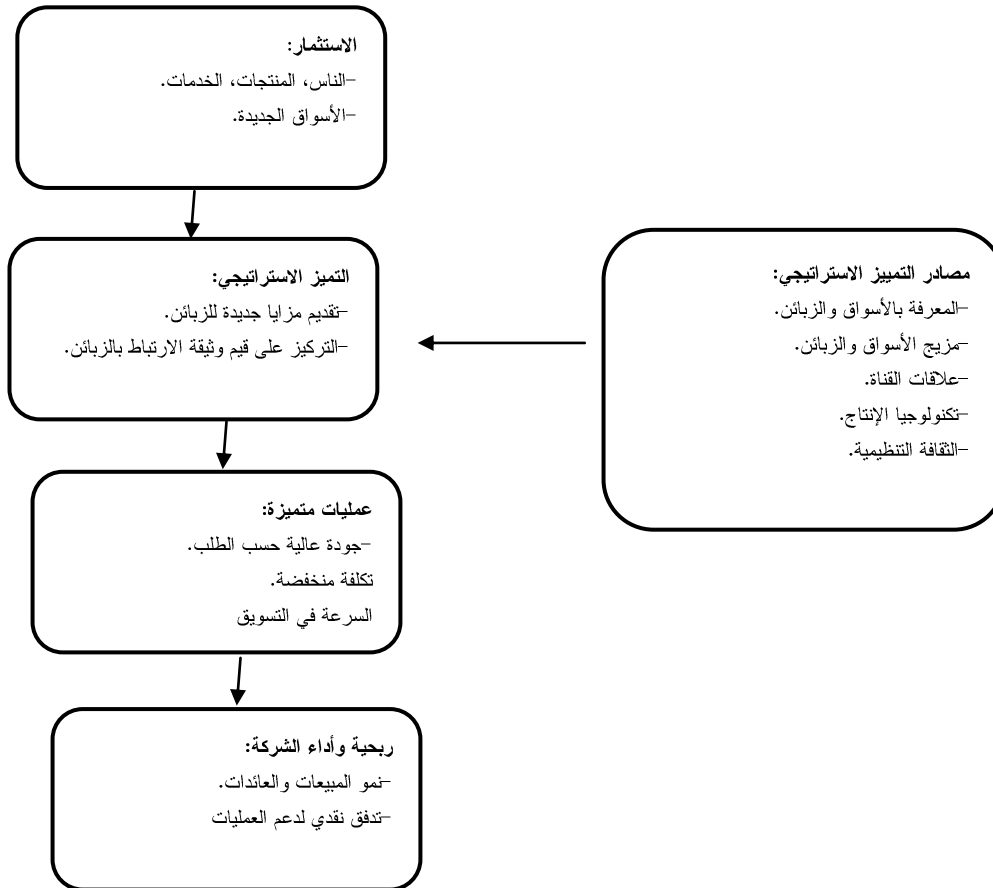 الاستثمار:
-الناس، المنتجات، الخدمات.
-الأسواق الجديدة.
التميز الاستراتيجي:
-تقديم مزايا جديدة للزبائن.
-التركيز على قيم وثيقة الارتباط بالزبائن.
مصادر التمييز الاستراتيجي:
-المعرفة بالأسواق والزبائن.
-مزيج الأسواق والزبائن.
-علاقات القناة.
-تكنولوجيا الإنتاج.
-الثقافة التنظيمية.
عمليات متميزة:
-جودة عالية حسب الطلب.
تكلفة منخفضة.
السرعة في التسويق
ربحية وأداء الشركة:
-نمو المبيعات والعائدات.
-تدفق نقدي لدعم العمليات